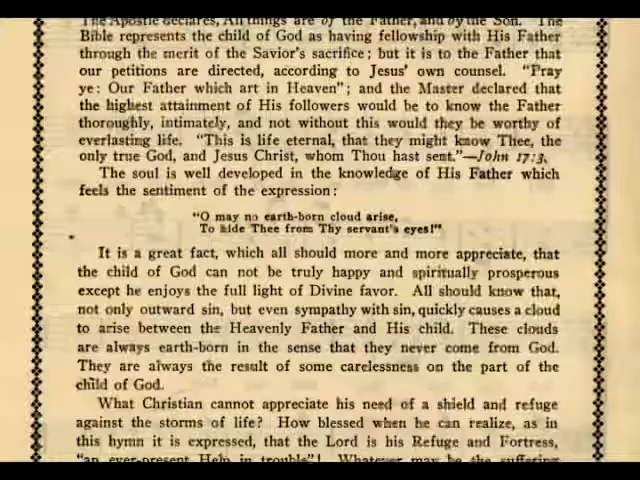 The Apostle declares, All things are of the Father, and by the Son. The
Bible represents the child of God as having fellowship with His Father
through the merit of the Savior's sacrifice; but it is to the Father that
our petitions are directed, according to Jesus' own counsel. "Pray
ye: Our Father which art in Heaven"; and the Master declared that
the highest attainment of His followers would be to know the Father
thoroughly, intimately, and not without this would they be worthy of
everlasting life. "This is life eternal, that they might know Thee, the
only true God, and Jesus Christ, whom Thou hast sent."—John 17:3.
The soul is well developed in the knowledge of His Father which
feels the sentiment of the expression:
"O may no earth-born cloud arise,
To hide Thee from Thy servant's eyes!"
It is a great fact, which all should more and more appreciate, that
the child of God can not be truly happy and spiritually prosperous
except he enjoys the full light of Divine favor. All should know that,
not only outward sin, but even sympathy with sin, quickly causes a cloud
to arise between the Heavenly Father and His child. These clouds
are always earth-born in the sense that they never come from God.
They are always the result of some carelessness on the part of the
child of God.
What Christian cannot appreciate his need of a shield and refuge
against the storms of life? How blessed when he can realize, as in
this hymn it is expressed, that the Lord is his Refuge and Fortress,
"an ever-present Help in trouble"! Whatever may be the suffering